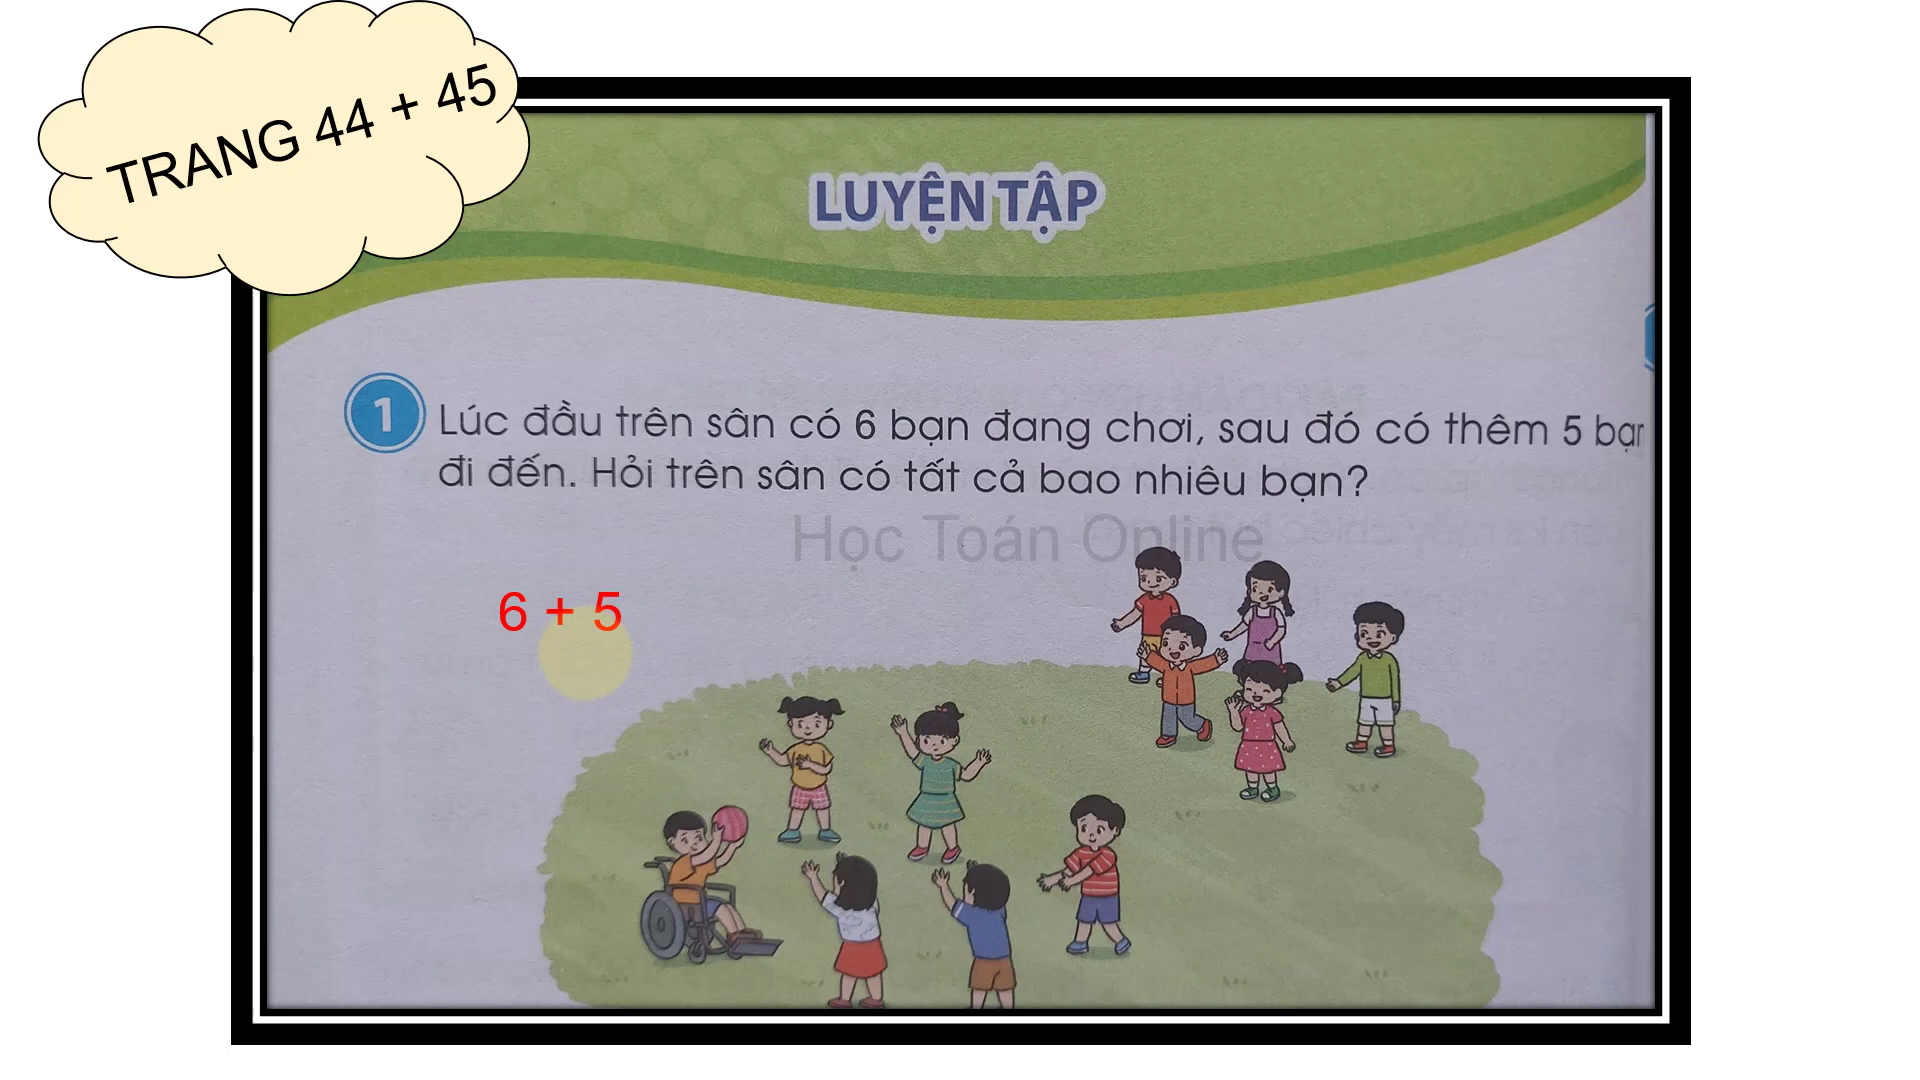 TRANG 44 + 45
LUYỆN TẬP
1
Lúc đầu trên sân có 6 bạn đang chơi, sau đó có thêm 5 bạn
đi đến. Hỏi trên sân có tất cả bao nhiêu bạn?
Học Toán Online
6 + 5